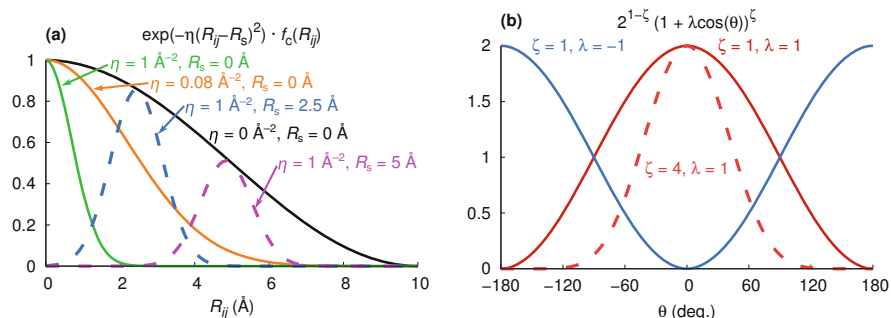 (a)
exp(−η(Rij−Rs)²) · fc(Rij)
η = 1 Å⁻², Rs = 0 Å
η = 0.08 Å⁻², Rs = 0 Å
η = 1 Å⁻², Rs = 2.5 Å
η = 0 Å⁻², Rs = 0 Å
η = 1 Å⁻², Rs = 5 Å
1
0.8
0.6
0.4
0.2
0
0 2 4 6 8 10
Rij (Å)
(b)
2¹⁻ζ (1 + λcos(θ))ζ
ζ = 1, λ = −1
ζ = 1, λ = 1
ζ = 4, λ = 1
2
1.5
1
0.5
0
−180 −120 −60 0 60 120 180
θ (deg.)